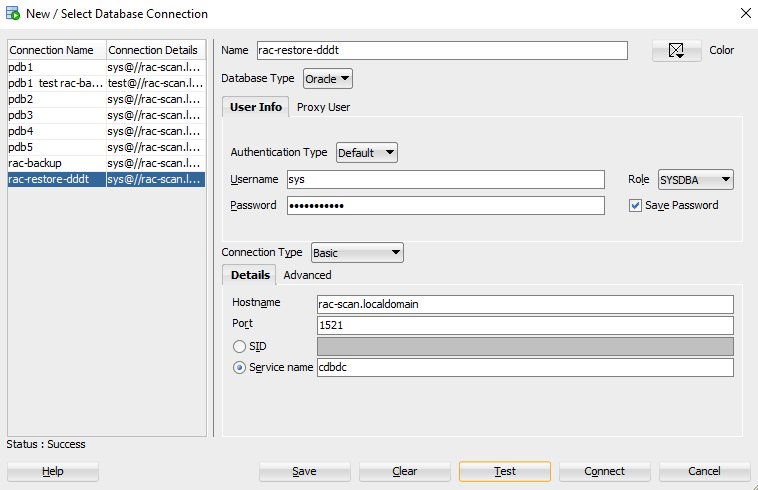 New / Select Database Connection
Connection Name Connection Details
pdb1 sys@//rac-scan.l...
pdb1 test rac-ba... test@//rac-scan....
pdb2 sys@//rac-scan.l...
pdb3 sys@//rac-scan.l...
pdb4 sys@//rac-scan.l...
pdb5 sys@//rac-scan.l...
rac-backup sys@//rac-scan.l...
rac-restore-dddt sys@//rac-scan.l...
Name rac-restore-dddt Color
Database Type Oracle
User Info Proxy User
Authentication Type Default
Username sys Role SYSDBA
Password ••••••••••• Save Password
Connection Type Basic
Details Advanced
Hostname rac-scan.localdomain
Port 1521
SID
Service name cdbdc
Status : Success
Help Save Clear Test Connect Cancel